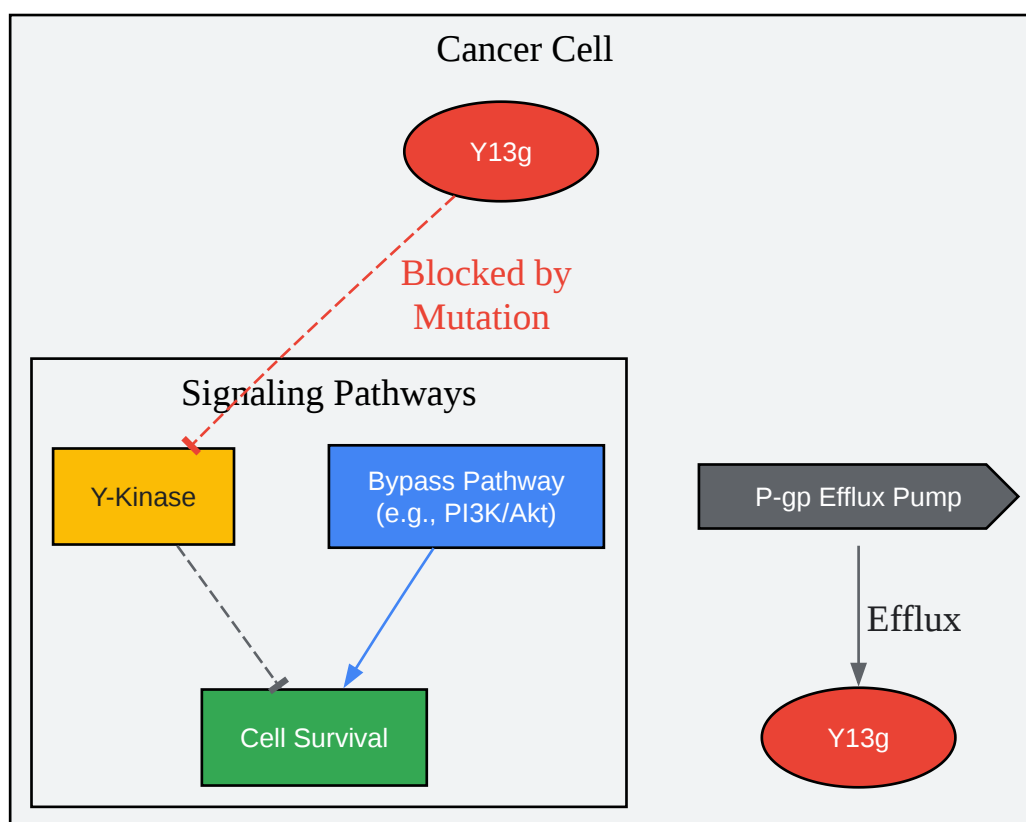 Cancer Cell
Y13g
Blocked by
Mutation
Signaling Pathways
Y-Kinase
Bypass Pathway
(e.g., PI3K/Akt)
P-gp Efflux Pump
Efflux
Cell Survival
Y13g